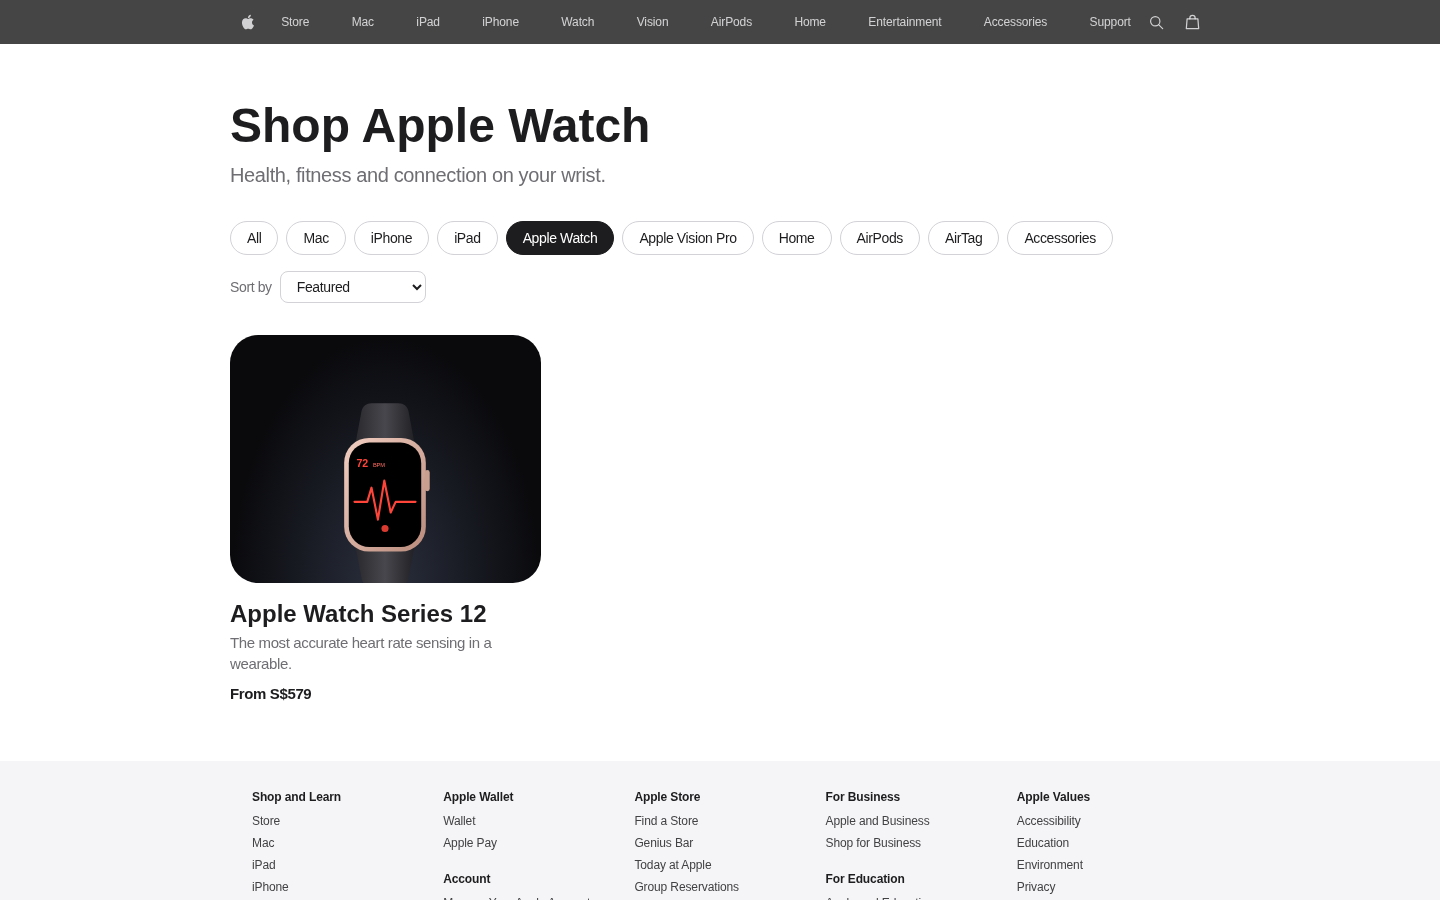 Store Mac iPad iPhone Watch Vision AirPods Home Entertainment Accessories Support
Shop Apple Watch
Health, fitness and connection on your wrist.
All Mac iPhone iPad Apple Watch Apple Vision Pro Home AirPods AirTag Accessories
Sort by Featured
72 BPM
Apple Watch Series 12
The most accurate heart rate sensing in a
wearable.
From S$579
Shop and Learn
Store
Mac
iPad
iPhone
Apple Wallet
Wallet
Apple Pay
Account
Apple Store
Find a Store
Genius Bar
Today at Apple
Group Reservations
For Business
Apple and Business
Shop for Business
For Education
Apple Values
Accessibility
Education
Environment
Privacy